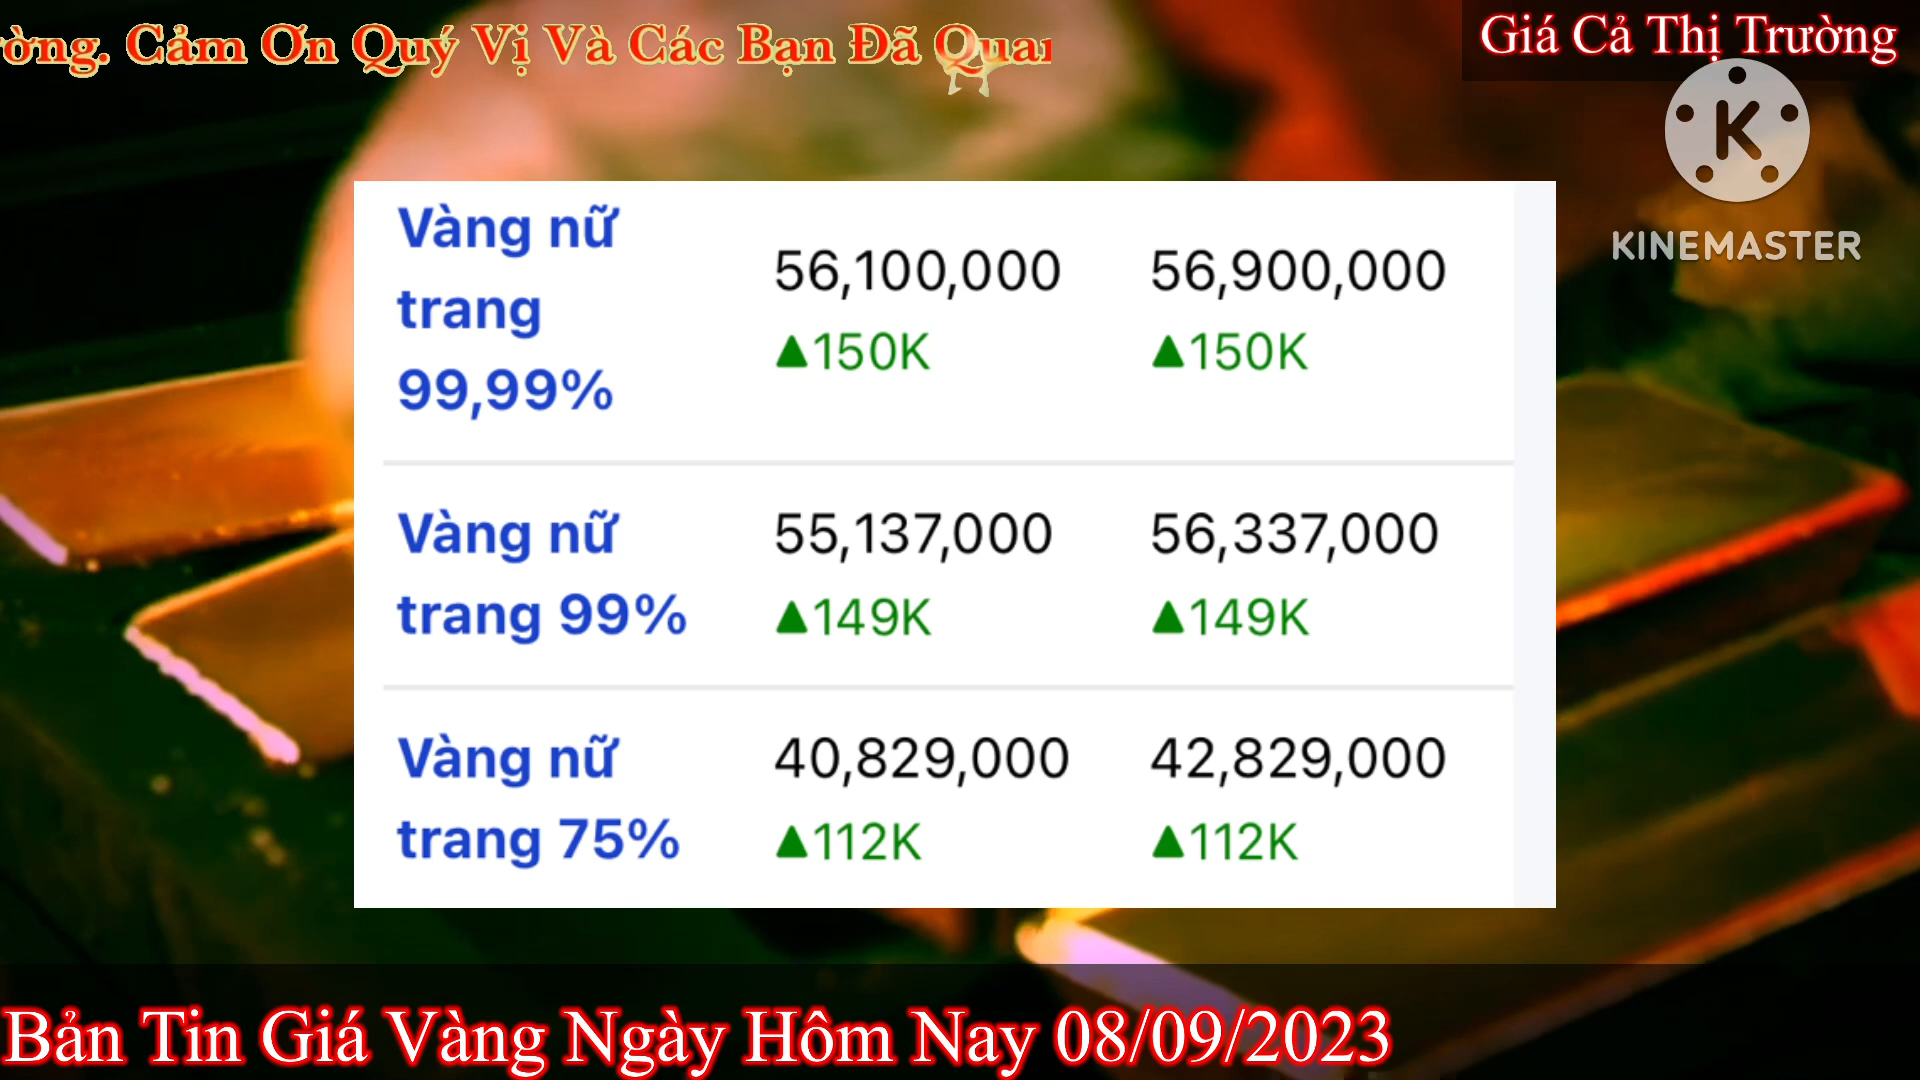 ờng. Cảm Ơn Quý Vị Và Các Bạn Đã Quan
Giá Cả Thị Trường
K
KINEMASTER
Vàng nữ
trang
99,99%
56,100,000
56,900,000
▲150K
▲150K
Vàng nữ
trang 99%
55,137,000
56,337,000
▲149K
▲149K
Vàng nữ
trang 75%
40,829,000
42,829,000
▲112K
▲112K
Bản Tin Giá Vàng Ngày Hôm Nay 08/09/2023